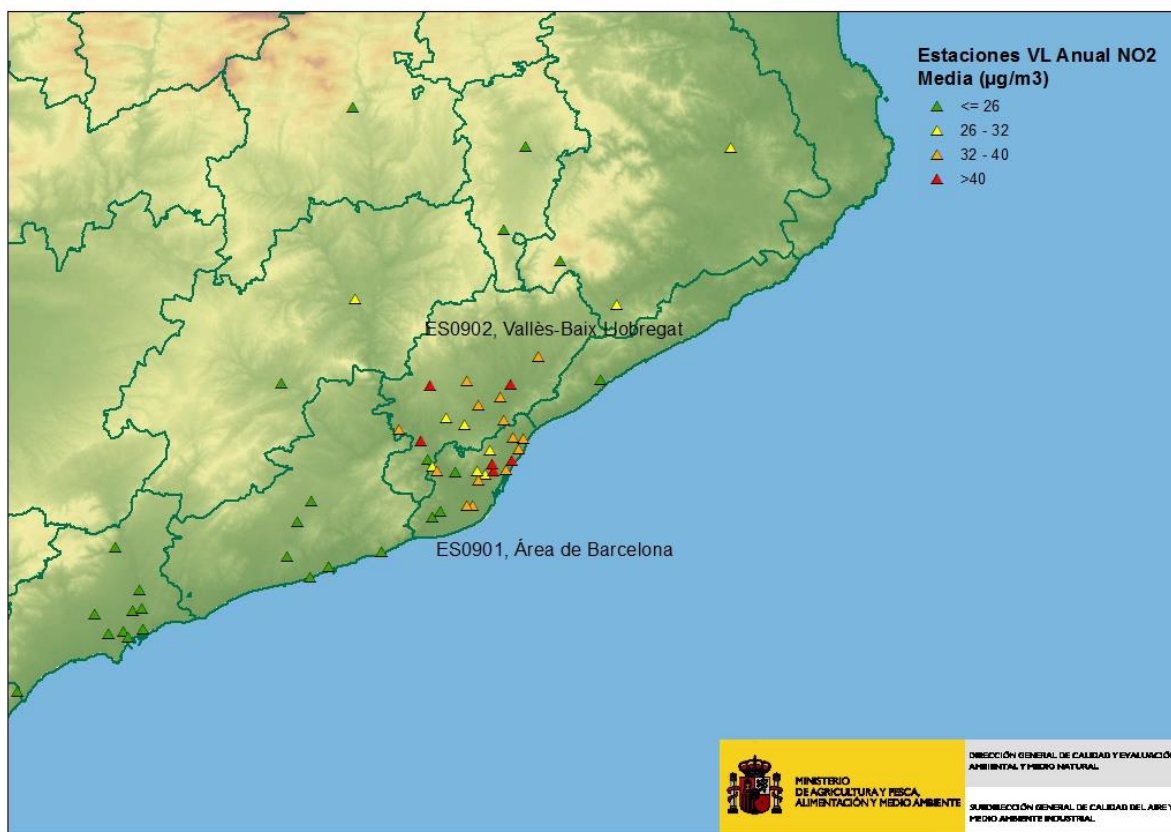 Estaciones VL Anual NO2
Media (µg/m3)
<= 26
26 - 32
32 - 40
>40
ES0902, Vallès-Baix Llobregat
ES0901, Área de Barcelona
MINISTERIO
DE AGRICULTURA Y PESCA,
ALIMENTACIÓN Y MEDIO AMBIENTE
DIRECCIÓN GENERAL DE CALIDAD Y EVALUACIÓN
AMBIENTAL Y MEDIO NATURAL
SUBDIRECCIÓN GENERAL DE CALIDAD DEL AIRE Y
MEDIO AMBIENTE INDUSTRIAL